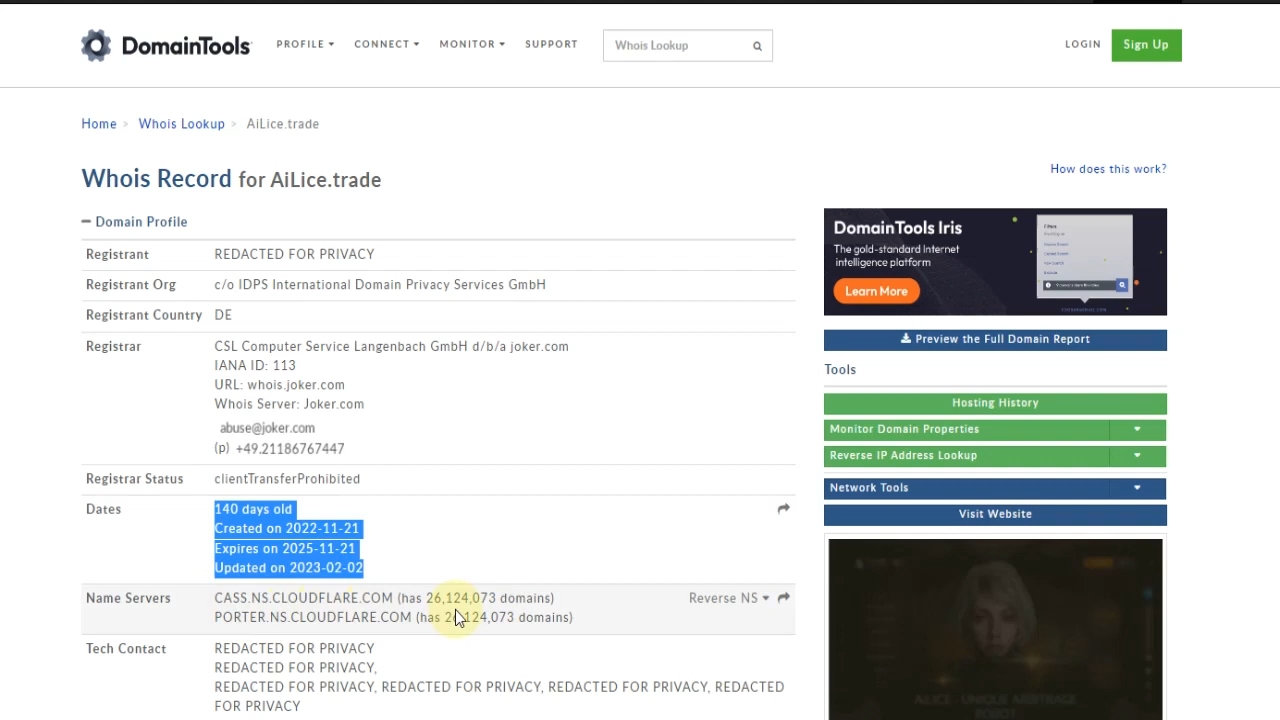 DomainTools
PROFILE CONNECT MONITOR SUPPORT
Whois Lookup
LOGIN
Sign Up
Home > Whois Lookup > AiLice.trade
Whois Record for AiLice.trade
How does this work?
Domain Profile
Registrant REDACTED FOR PRIVACY
Registrant Org c/o IDPS International Domain Privacy Services GmbH
Registrant Country DE
Registrar CSL Computer Service Langenbach GmbH d/b/a joker.com
IANA ID: 113
URL: whois.joker.com
Whois Server: Joker.com
abuse@joker.com
(p) +49.21186767447
Registrar Status clientTransferProhibited
Dates 140 days old
Created on 2022-11-21
Expires on 2025-11-21
Updated on 2023-02-02
Name Servers CASS.NS.CLOUDFLARE.COM (has 26,124,073 domains)
Reverse NS
PORTER.NS.CLOUDFLARE.COM (has 26,124,073 domains)
Tech Contact REDACTED FOR PRIVACY
REDACTED FOR PRIVACY,
REDACTED FOR PRIVACY, REDACTED FOR PRIVACY, REDACTED FOR PRIVACY, REDACTED
FOR PRIVACY
DomainTools Iris
The gold-standard Internet
intelligence platform
Learn More
Preview the Full Domain Report
Tools
Hosting History
Monitor Domain Properties
Reverse IP Address Lookup
Network Tools
Visit Website
AILICE : UNIQUE ARBITRAGE
ROBOT